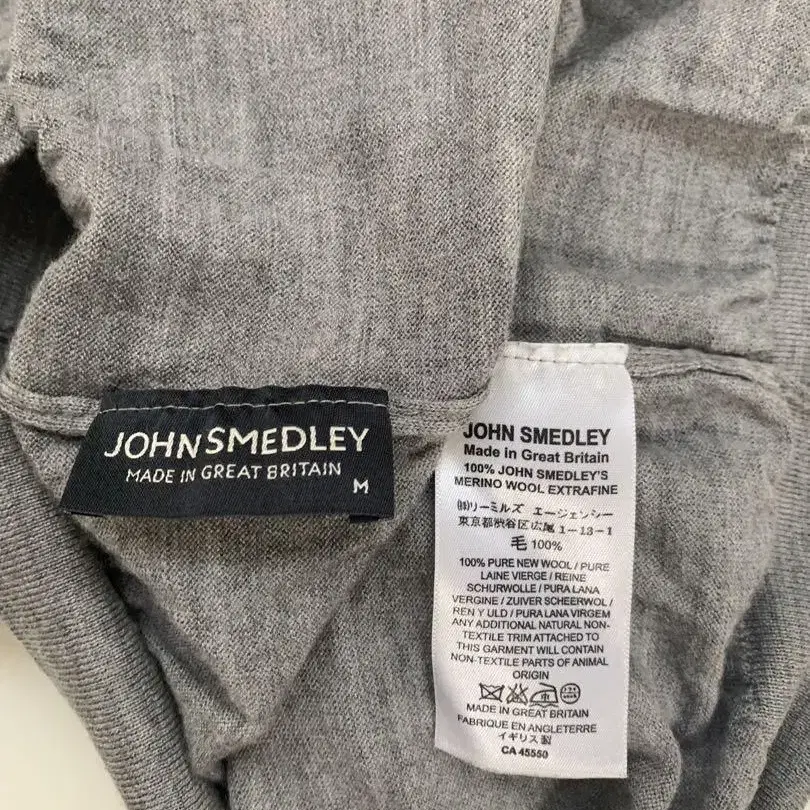 JOHN SMEDLEY
MADE IN GREAT BRITAIN
M
JOHN SMEDLEY
Made in Great Britain
100% JOHN SMEDLEY'S
MERINO WOOL EXTRAFINE
㈱リーミルズ エージェンシー
東京都渋谷区広尾1-13-1
毛 100%
100% PURE NEW WOOL / PURE
LAINE VIERGE / REINE
SCHURWOLLE / PURA LANA
VERGINE / ZUIVER SCHEERWOL /
REN Y ULD / PURA LANA VIRGEM
ANY ADDITIONAL NATURAL NON-
TEXTILE TRIM ATTACHED TO
THIS GARMENT WILL CONTAIN
NON-TEXTILE PARTS OF ANIMAL
ORIGIN
MADE IN GREAT BRITAIN
FABRIQUE EN ANGLETERRE
イギリス製
CA 45550